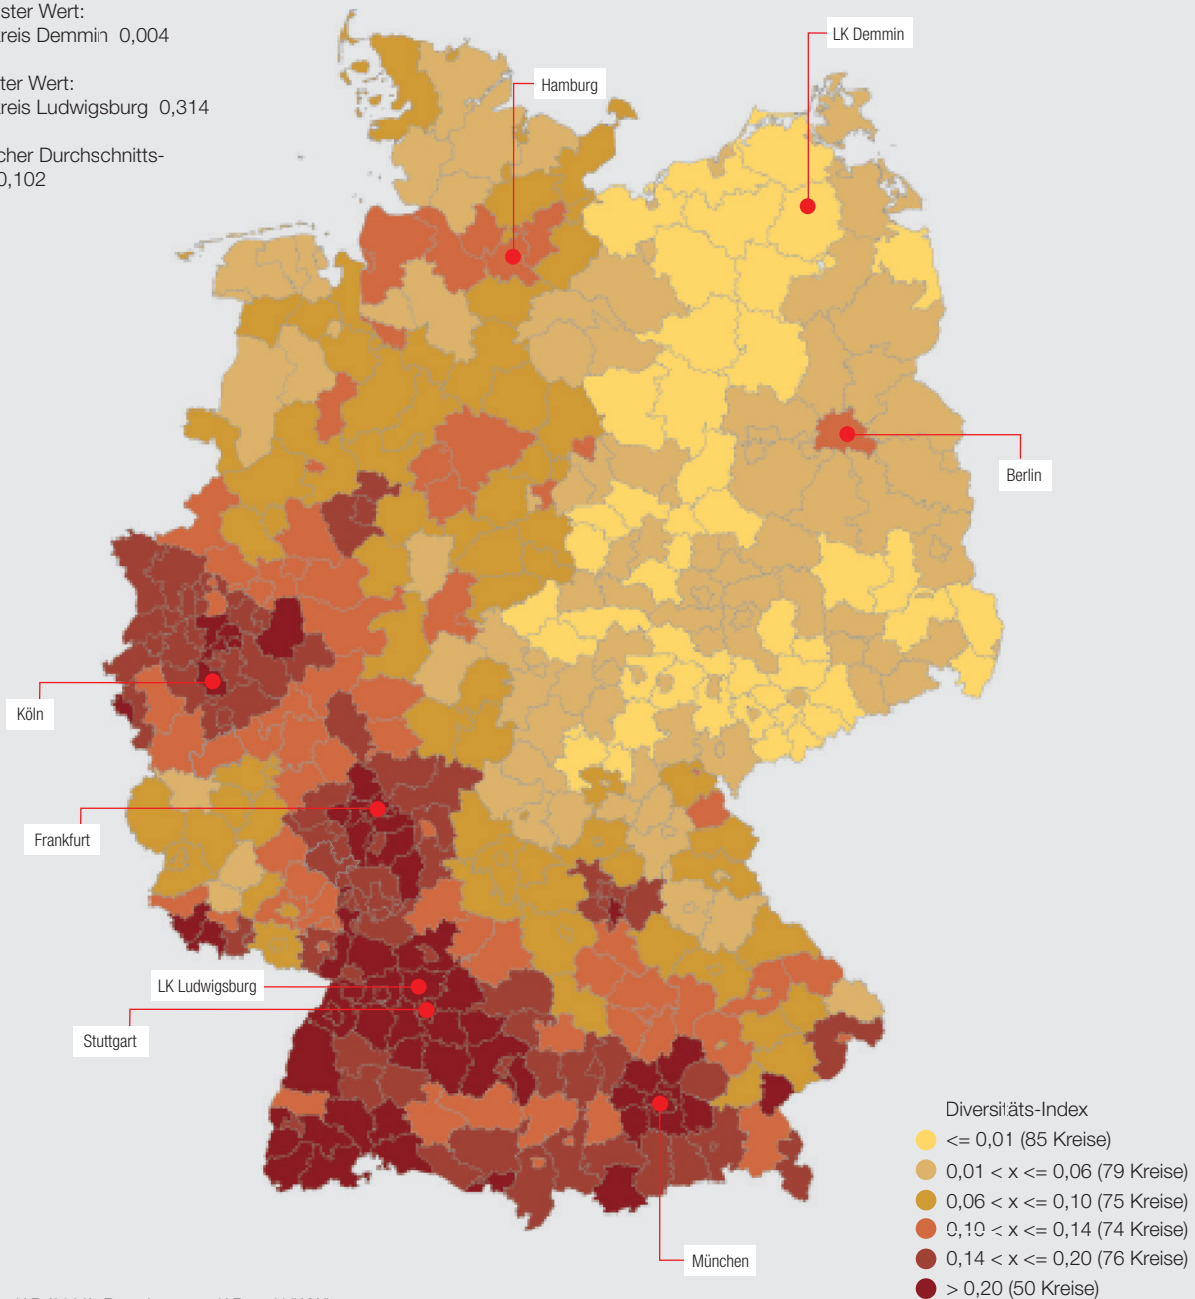 ster Wert:
reis Demmin 0,004
ter Wert:
reis Ludwigsburg 0,314
cher Durchschnitts-
0,102
LK Demmin
Hamburg
Berlin
Köln
Frankfurt
LK Ludwigsburg
Stuttgart
München
Diversitäts-Index
<= 0,01 (85 Kreise)
0,01 < x <= 0,06 (79 Kreise)
0,06 < x <= 0,10 (75 Kreise)
0,10 < x <= 0,14 (74 Kreise)
0,14 < x <= 0,20 (76 Kreise)
> 0,20 (50 Kreise)